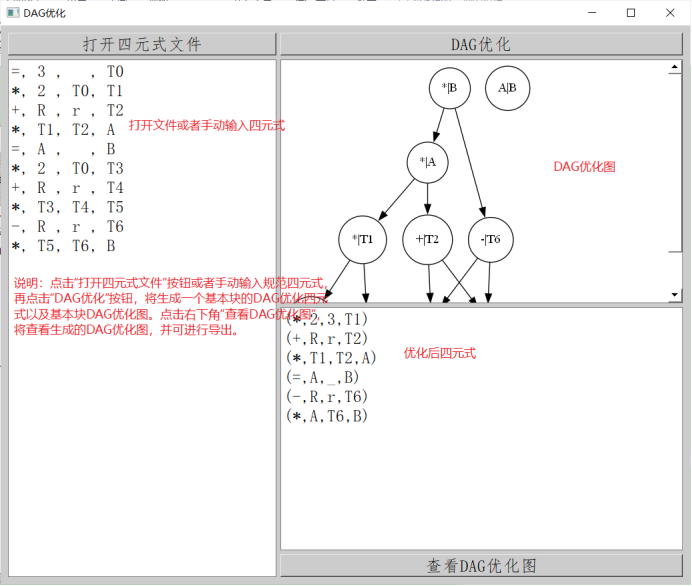 DAG优化
打开四元式文件
DAG优化
=, 3 ,   , T0
*, 2 , T0, T1
+, R , r , T2
*, T1, T2, A
=, A ,   , B
*, 2 , T0, T3
+, R , r , T4
*, T3, T4, T5
-, R , r , T6
*, T5, T6, B
打开文件或者手动输入四元式
说明：点击“打开四元式文件”按钮或者手动输入规范四元式，
再点击“DAG优化”按钮，将生成一个基本块的DAG优化四元
式以及基本块DAG优化图。点击右下角“查看DAG优化图”，
将查看生成的DAG优化图，并可进行导出。
*|B
A|B
*|A
*|T1
+|T2
-|T6
DAG优化图
(*,2,3,T1)
(+,R,r,T2)
(*,T1,T2,A)
(=,A,_,B)
(-,R,r,T6)
(*,A,T6,B)
优化后四元式
查看DAG优化图